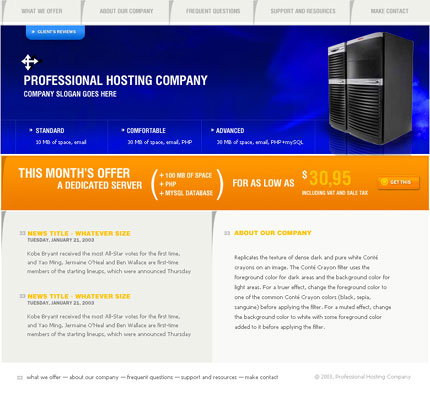 WHAT WE OFFER
ABOUT OUR COMPANY
FREQUENT QUESTIONS
SUPPORT AND RESOURCES
MAKE CONTACT
CLIENT'S REVIEWS
PROFESSIONAL HOSTING COMPANY
COMPANY SLOGAN GOES HERE
STANDARD
10 MB of space, email
COMFORTABLE
30 MB of space, email, PHP
ADVANCED
30 MB of space, email, PHP+mySQL
THIS MONTH'S OFFER
A DEDICATED SERVER
+ 100 MB OF SPACE
+ PHP
+ MYSQL DATABASE
FOR AS LOW AS
$30,95
INCLUDING VAT AND SALE TAX
GET THIS
NEWS TITLE - WHATEVER SIZE
TUESDAY, JANUARY 21, 2003
Kobe Bryant received the most All-Star votes for the first time,
and Yao Ming, Jermaine O'Neal and Ben Wallace are first-time
members of the starting lineups, which were announced Thursday
NEWS TITLE - WHATEVER SIZE
TUESDAY, JANUARY 21, 2003
Kobe Bryant received the most All-Star votes for the first time,
and Yao Ming, Jermaine O'Neal and Ben Wallace are first-time
members of the starting lineups, which were announced Thursday
ABOUT OUR COMPANY
Replicates the texture of dense dark and pure white Conté
crayons on an image. The Conté Crayon filter uses the
foreground color for dark areas and the background color for
light areas. For a truer effect, change the foreground color to
one of the common Conté Crayon colors (black, sepia,
sanguine) before applying the filter. For a muted effect, change
the background color to white with some foreground color
added to it before applying the filter.
what we offer — about our company — frequent questions — support and resources — make contact
© 2003, Professional Hosting Company